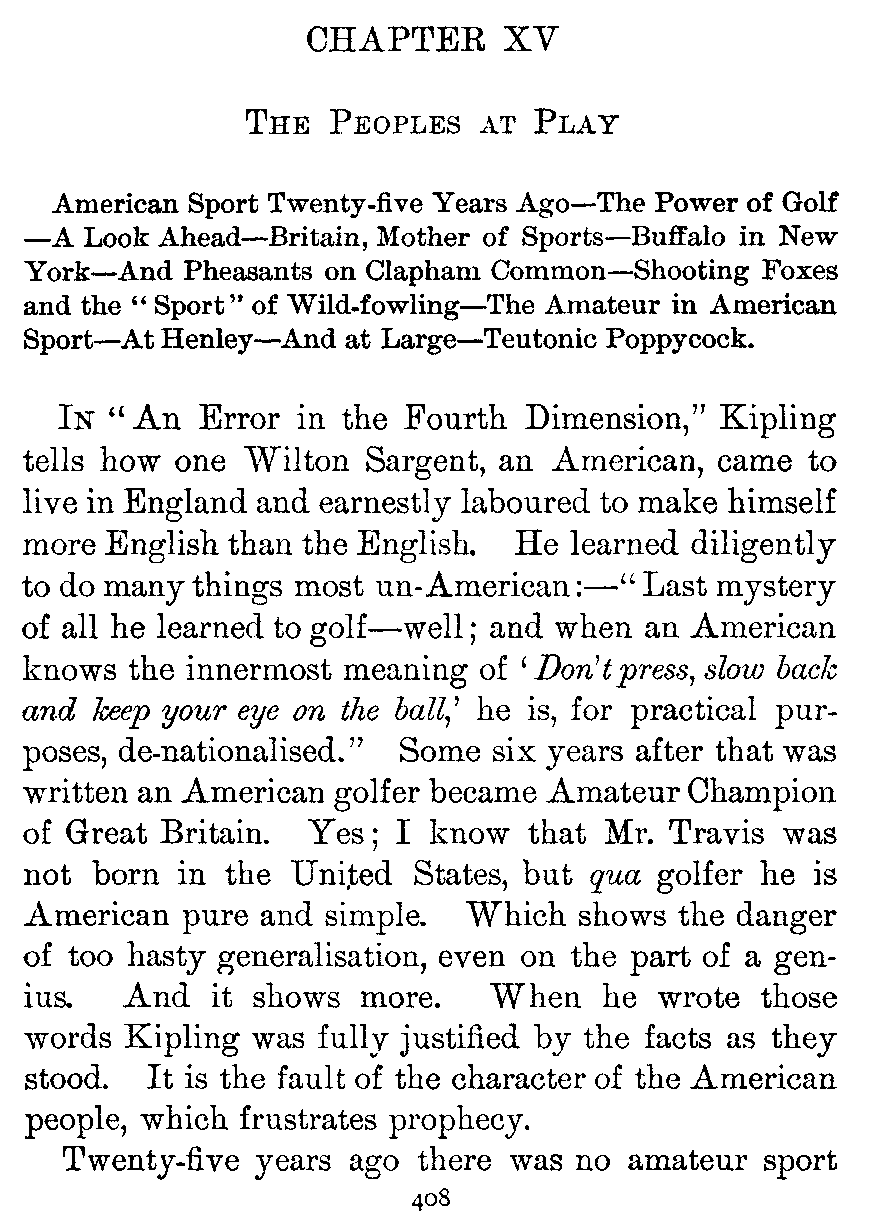 CHAPTER XV
THE PEOPLES AT PLAY
American Sport Twenty-five Years Ago—The Power of Golf
—A Look Ahead—Britain, Mother of Sports—Buffalo in New
York—And Pheasants on Clapham Common—Shooting Foxes
and the "Sport" of Wild-fowling—The Amateur in American
Sport—At Henley—And at Large—Teutonic Poppycock.
IN "An Error in the Fourth Dimension," Kipling
tells how one Wilton Sargent, an American, came to
live in England and earnestly laboured to make himself
more English than the English. He learned diligently
to do many things most un-American:—"Last mystery
of all he learned to golf—well; and when an American
knows the innermost meaning of 'Don't press, slow back
and keep your eye on the ball,' he is, for practical pur-
poses, de-nationalised." Some six years after that was
written an American golfer became Amateur Champion
of Great Britain. Yes; I know that Mr. Travis was
not born in the United States, but qua golfer he is
American pure and simple. Which shows the danger
of too hasty generalisation, even on the part of a gen-
ius. And it shows more. When he wrote those
words Kipling was fully justified by the facts as they
stood. It is the fault of the character of the American
people, which frustrates prophecy.
Twenty-five years ago there was no amateur sport
408